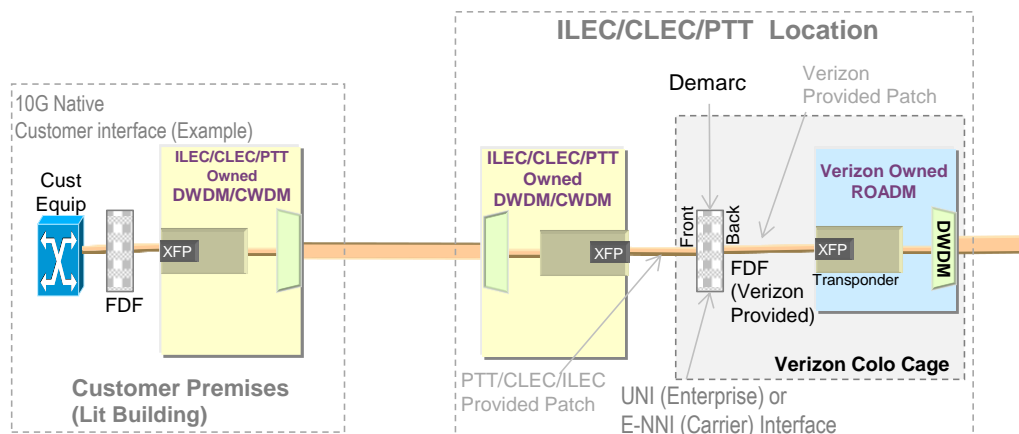 ILEC/CLEC/PTT Location
10G Native
Customer interface (Example)
Cust
Equip
FDF
ILEC/CLEC/PTT
Owned
DWDM/CWDM
XFP
Customer Premises
(Lit Building)
ILEC/CLEC/PTT
Owned
DWDM/CWDM
XFP
PTT/CLEC/ILEC
Provided Patch
Demarc
Verizon
Provided Patch
Front
Back
FDF
(Verizon
Provided)
Verizon Owned
ROADM
XFP
Transponder
DWDM
Verizon Colo Cage
UNI (Enterprise) or
E-NNI (Carrier) Interface